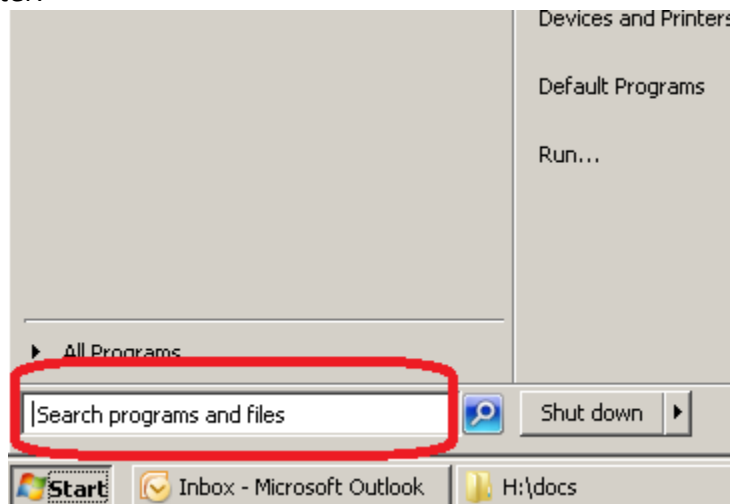 Devices and Printers
Default Programs
Run...
All Programs
Search programs and files
Shut down
Start
Inbox - Microsoft Outlook
H:\docs